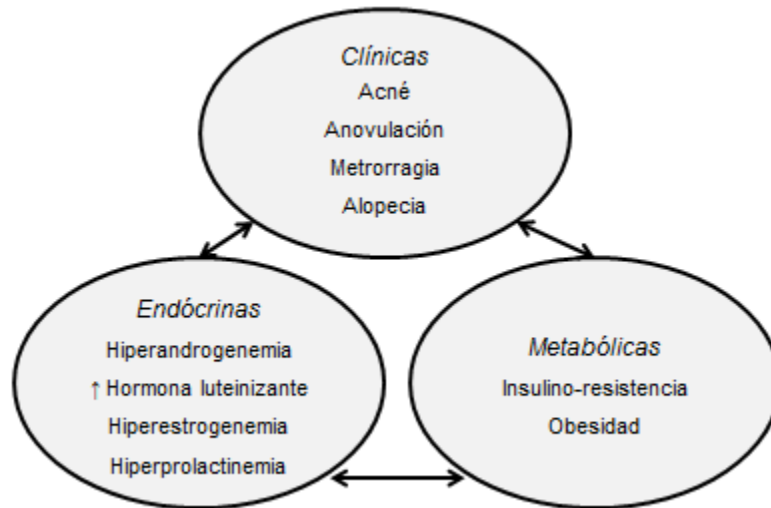 Clínicas
Acné
Anovulación
Metrorragia
Alopecia
Endócrinas
Hiperandrogenemia
↑ Hormona luteinizante
Hiperestrogenemia
Hiperprolactinemia
Metabólicas
Insulino-resistencia
Obesidad